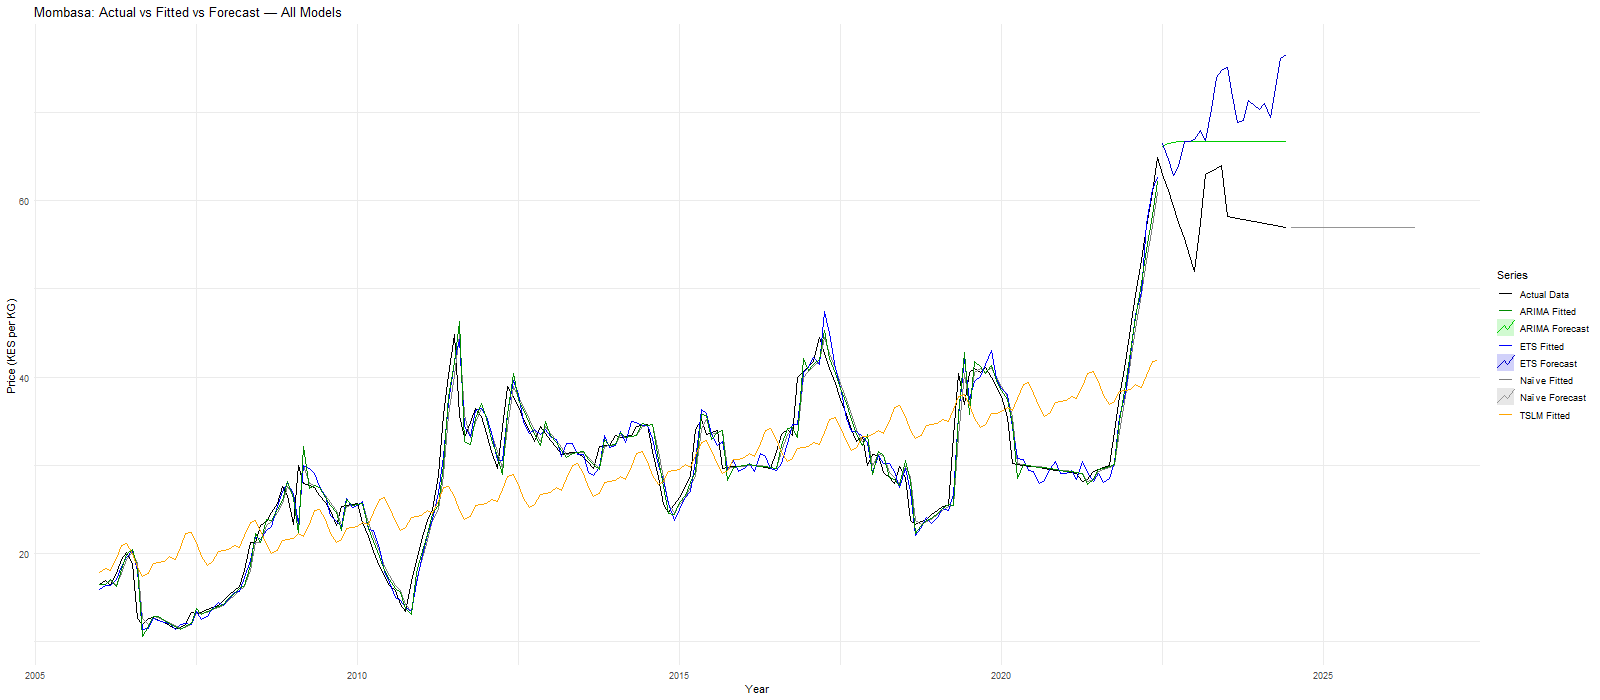 Mombasa: Actual vs Fitted vs Forecast — All Models
Price (KES per KG)
60
40
20
2005
2010
2015
2020
2025
Year
Series
Actual Data
ARIMA Fitted
ARIMA Forecast
ETS Fitted
ETS Forecast
Naïve Fitted
Naïve Forecast
TSLM Fitted